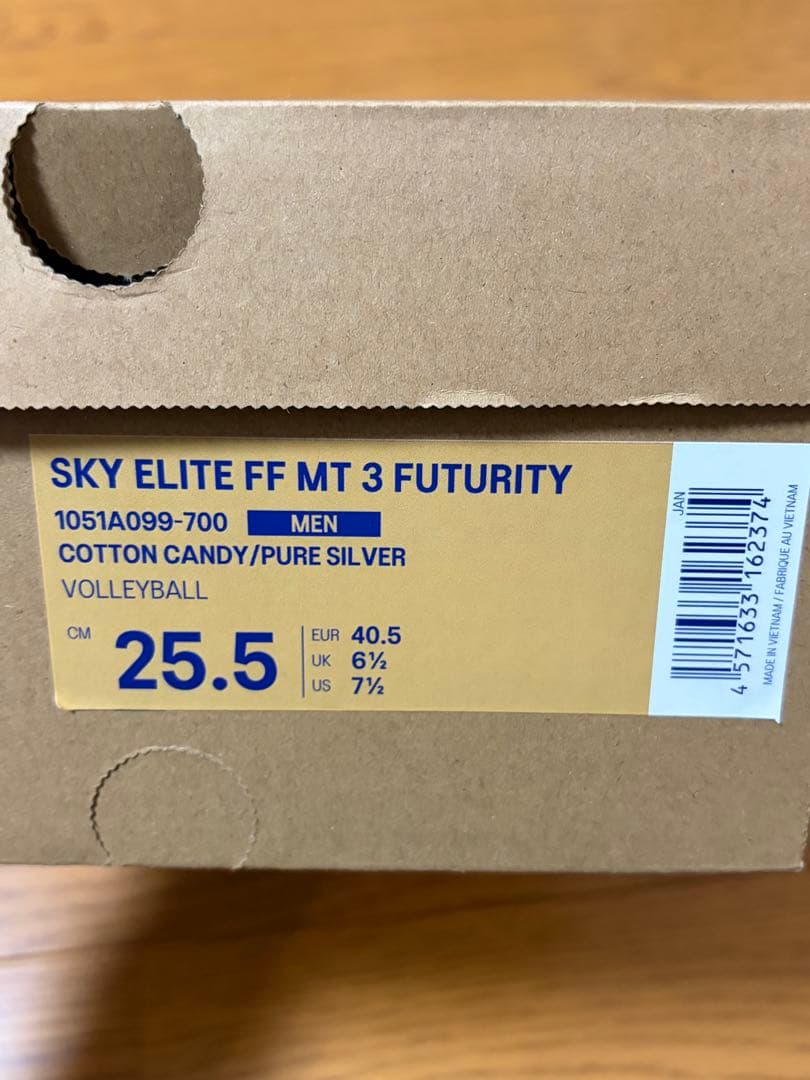 SKY ELITE FF MT 3 FUTURITY
1051A099-700 MEN
COTTON CANDY/PURE SILVER
VOLLEYBALL
CM 25.5
EUR 40.5
UK 6½
US 7½
JAN
4 571633 162374
MADE IN VIETNAM / FABRIQUE AU VIETNAM